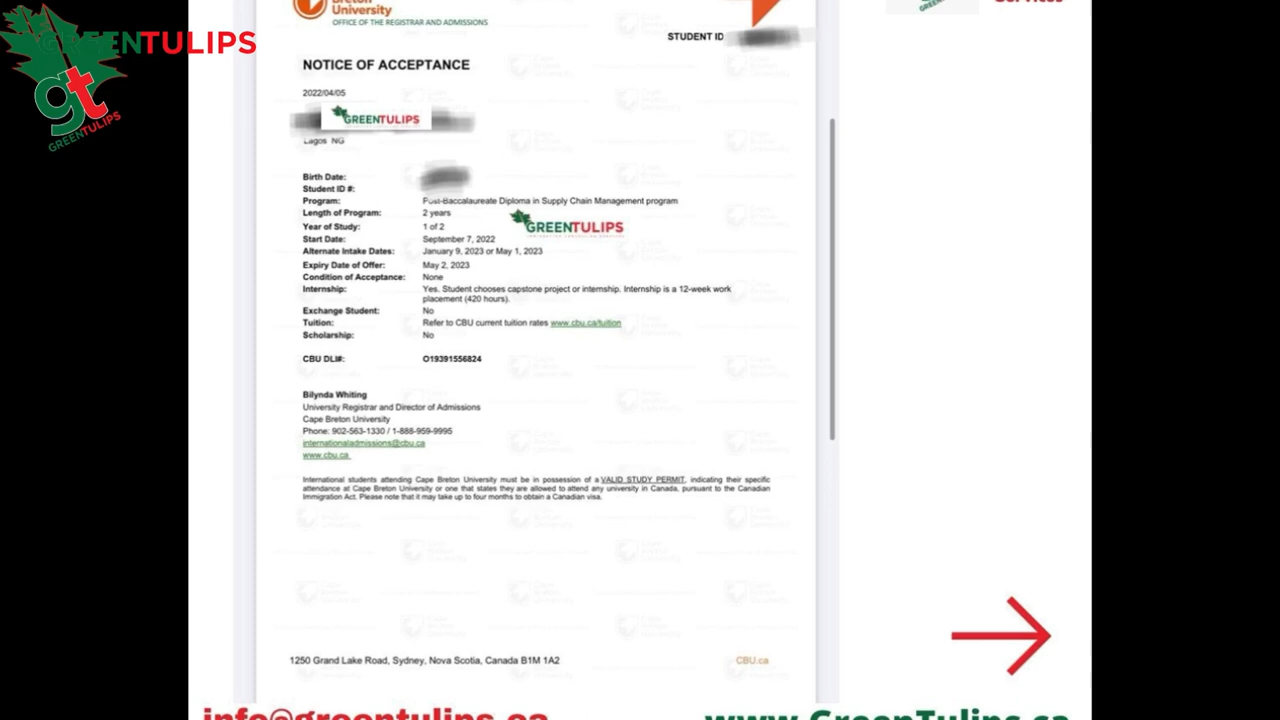 GREENTULIPS
gt
GREENTULIPS
Breton
University
OFFICE OF THE REGISTRAR AND ADMISSIONS
Services
STUDENT ID
NOTICE OF ACCEPTANCE
2022/04/05
GREENTULIPS
Lagos NG
Birth Date:
Student ID #:
Program: Post-Baccalaureate Diploma in Supply Chain Management program
Length of Program: 2 years
GREENTULIPS
Year of Study: 1 of 2
Start Date: September 7, 2022
Alternate Intake Dates: January 9, 2023 or May 1, 2023
Expiry Date of Offer: May 2, 2023
Condition of Acceptance: None
Internship: Yes. Student chooses capstone project or internship. Internship is a 12-week work
placement (420 hours).
Exchange Student: No
Tuition: Refer to CBU current tuition rates www.cbu.ca/tuition
Scholarship: No
CBU DLI#: O19391556824
Bilynda Whiting
University Registrar and Director of Admissions
Cape Breton University
Phone: 902-563-1330 / 1-888-959-9995
internationaladmissions@cbu.ca
www.cbu.ca
International students attending Cape Breton University must be in possession of a VALID STUDY PERMIT, indicating their specific
attendance at Cape Breton University or one that states they are allowed to attend any university in Canada, pursuant to the Canadian
Immigration Act. Please note that it may take up to four months to obtain a Canadian visa.
1250 Grand Lake Road, Sydney, Nova Scotia, Canada B1M 1A2
CBU.ca
info@greentulips.ca
www.GreenTulips.ca